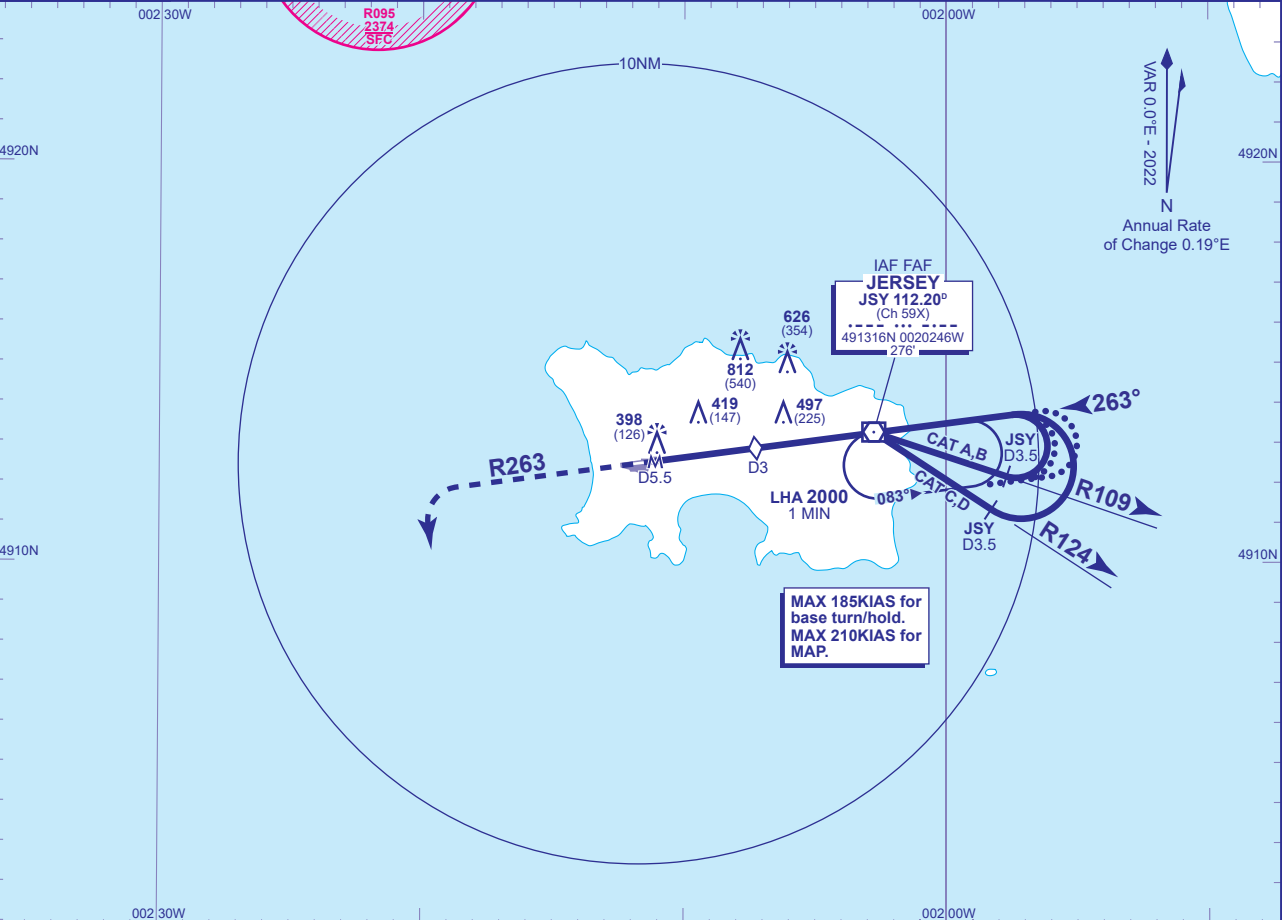 002 30W
R095
2374
SFC
002 00W
10NM
VAR 0.0°E - 2022
4920N
4920N
N
Annual Rate
of Change 0.19°E
IAF FAF
JERSEY
JSY 112.20ᴰ
(Ch 59X)
491316N 0020246W
276'
626
(354)
812
(540)
419
(147)
497
(225)
398
(126)
263°
CAT A,B
JSY
D3.5
R263
M
D5.5
D3
LHA 2000
1 MIN
083°
CAT C,D
R109
JSY
D3.5
R124
4910N
4910N
MAX 185KIAS for
base turn/hold.
MAX 210KIAS for
MAP.
002 30W
002 00W